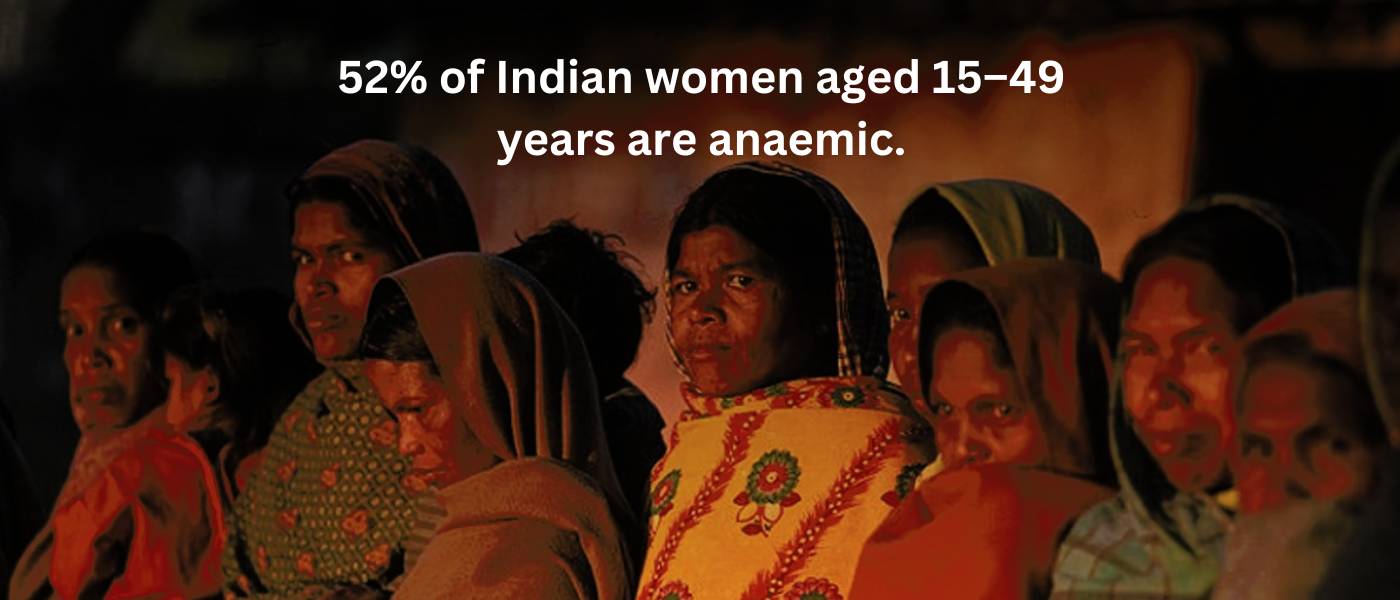 52% of Indian women aged 15–49
years are anaemic.